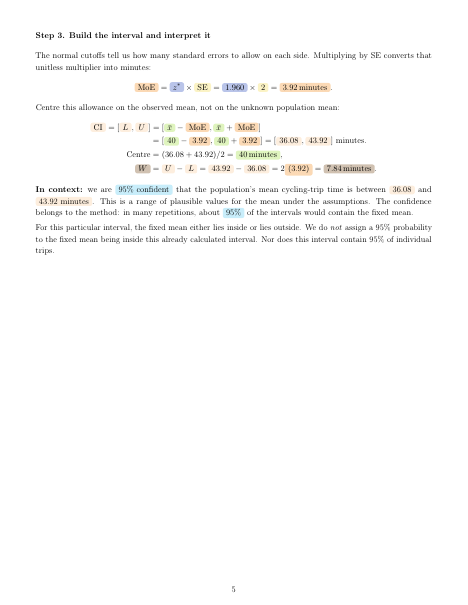 Step 3. Build the interval and interpret it
The normal cutoffs tell us how many standard errors to allow on each side. Multiplying by SE converts that
unitless multiplier into minutes:
MoE = z* × SE = 1.960 × 2 = 3.92 minutes.
Centre this allowance on the observed mean, not on the unknown population mean:
CI = [ L , U ] = [ x̄ − MoE , x̄ + MoE ]
= [ 40 − 3.92 , 40 + 3.92 ] = [ 36.08 , 43.92 ] minutes.
Centre = (36.08 + 43.92)/2 = 40 minutes ,
W = U − L = 43.92 − 36.08 = 2 (3.92) = 7.84 minutes.
In context: we are 95% confident that the population's mean cycling-trip time is between 36.08 and
43.92 minutes . This is a range of plausible values for the mean under the assumptions. The confidence
belongs to the method: in many repetitions, about 95% of the intervals would contain the fixed mean.
For this particular interval, the fixed mean either lies inside or lies outside. We do not assign a 95% probability
to the fixed mean being inside this already calculated interval. Nor does this interval contain 95% of individual
trips.
5